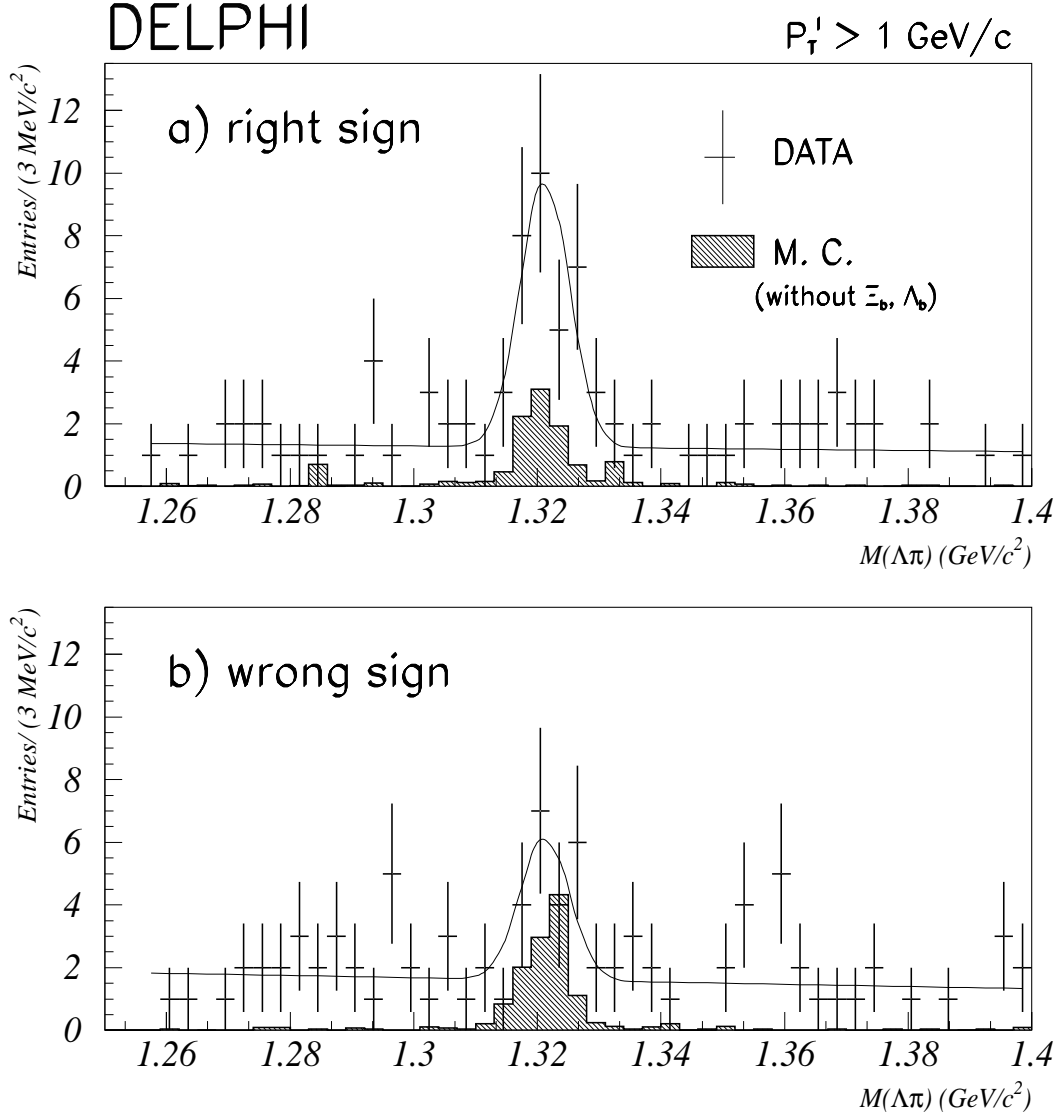 DELPHI
P_T^l > 1 GeV/c
Entries/ (3 MeV/c²)
12
10
8
6
4
2
0
a) right sign
DATA
M. C.
(without Ξ_b, Λ_b)
1.26 1.28 1.3 1.32 1.34 1.36 1.38 1.4
M(Λπ) (GeV/c²)
Entries/ (3 MeV/c²)
12
10
8
6
4
2
0
b) wrong sign
1.26 1.28 1.3 1.32 1.34 1.36 1.38 1.4
M(Λπ) (GeV/c²)